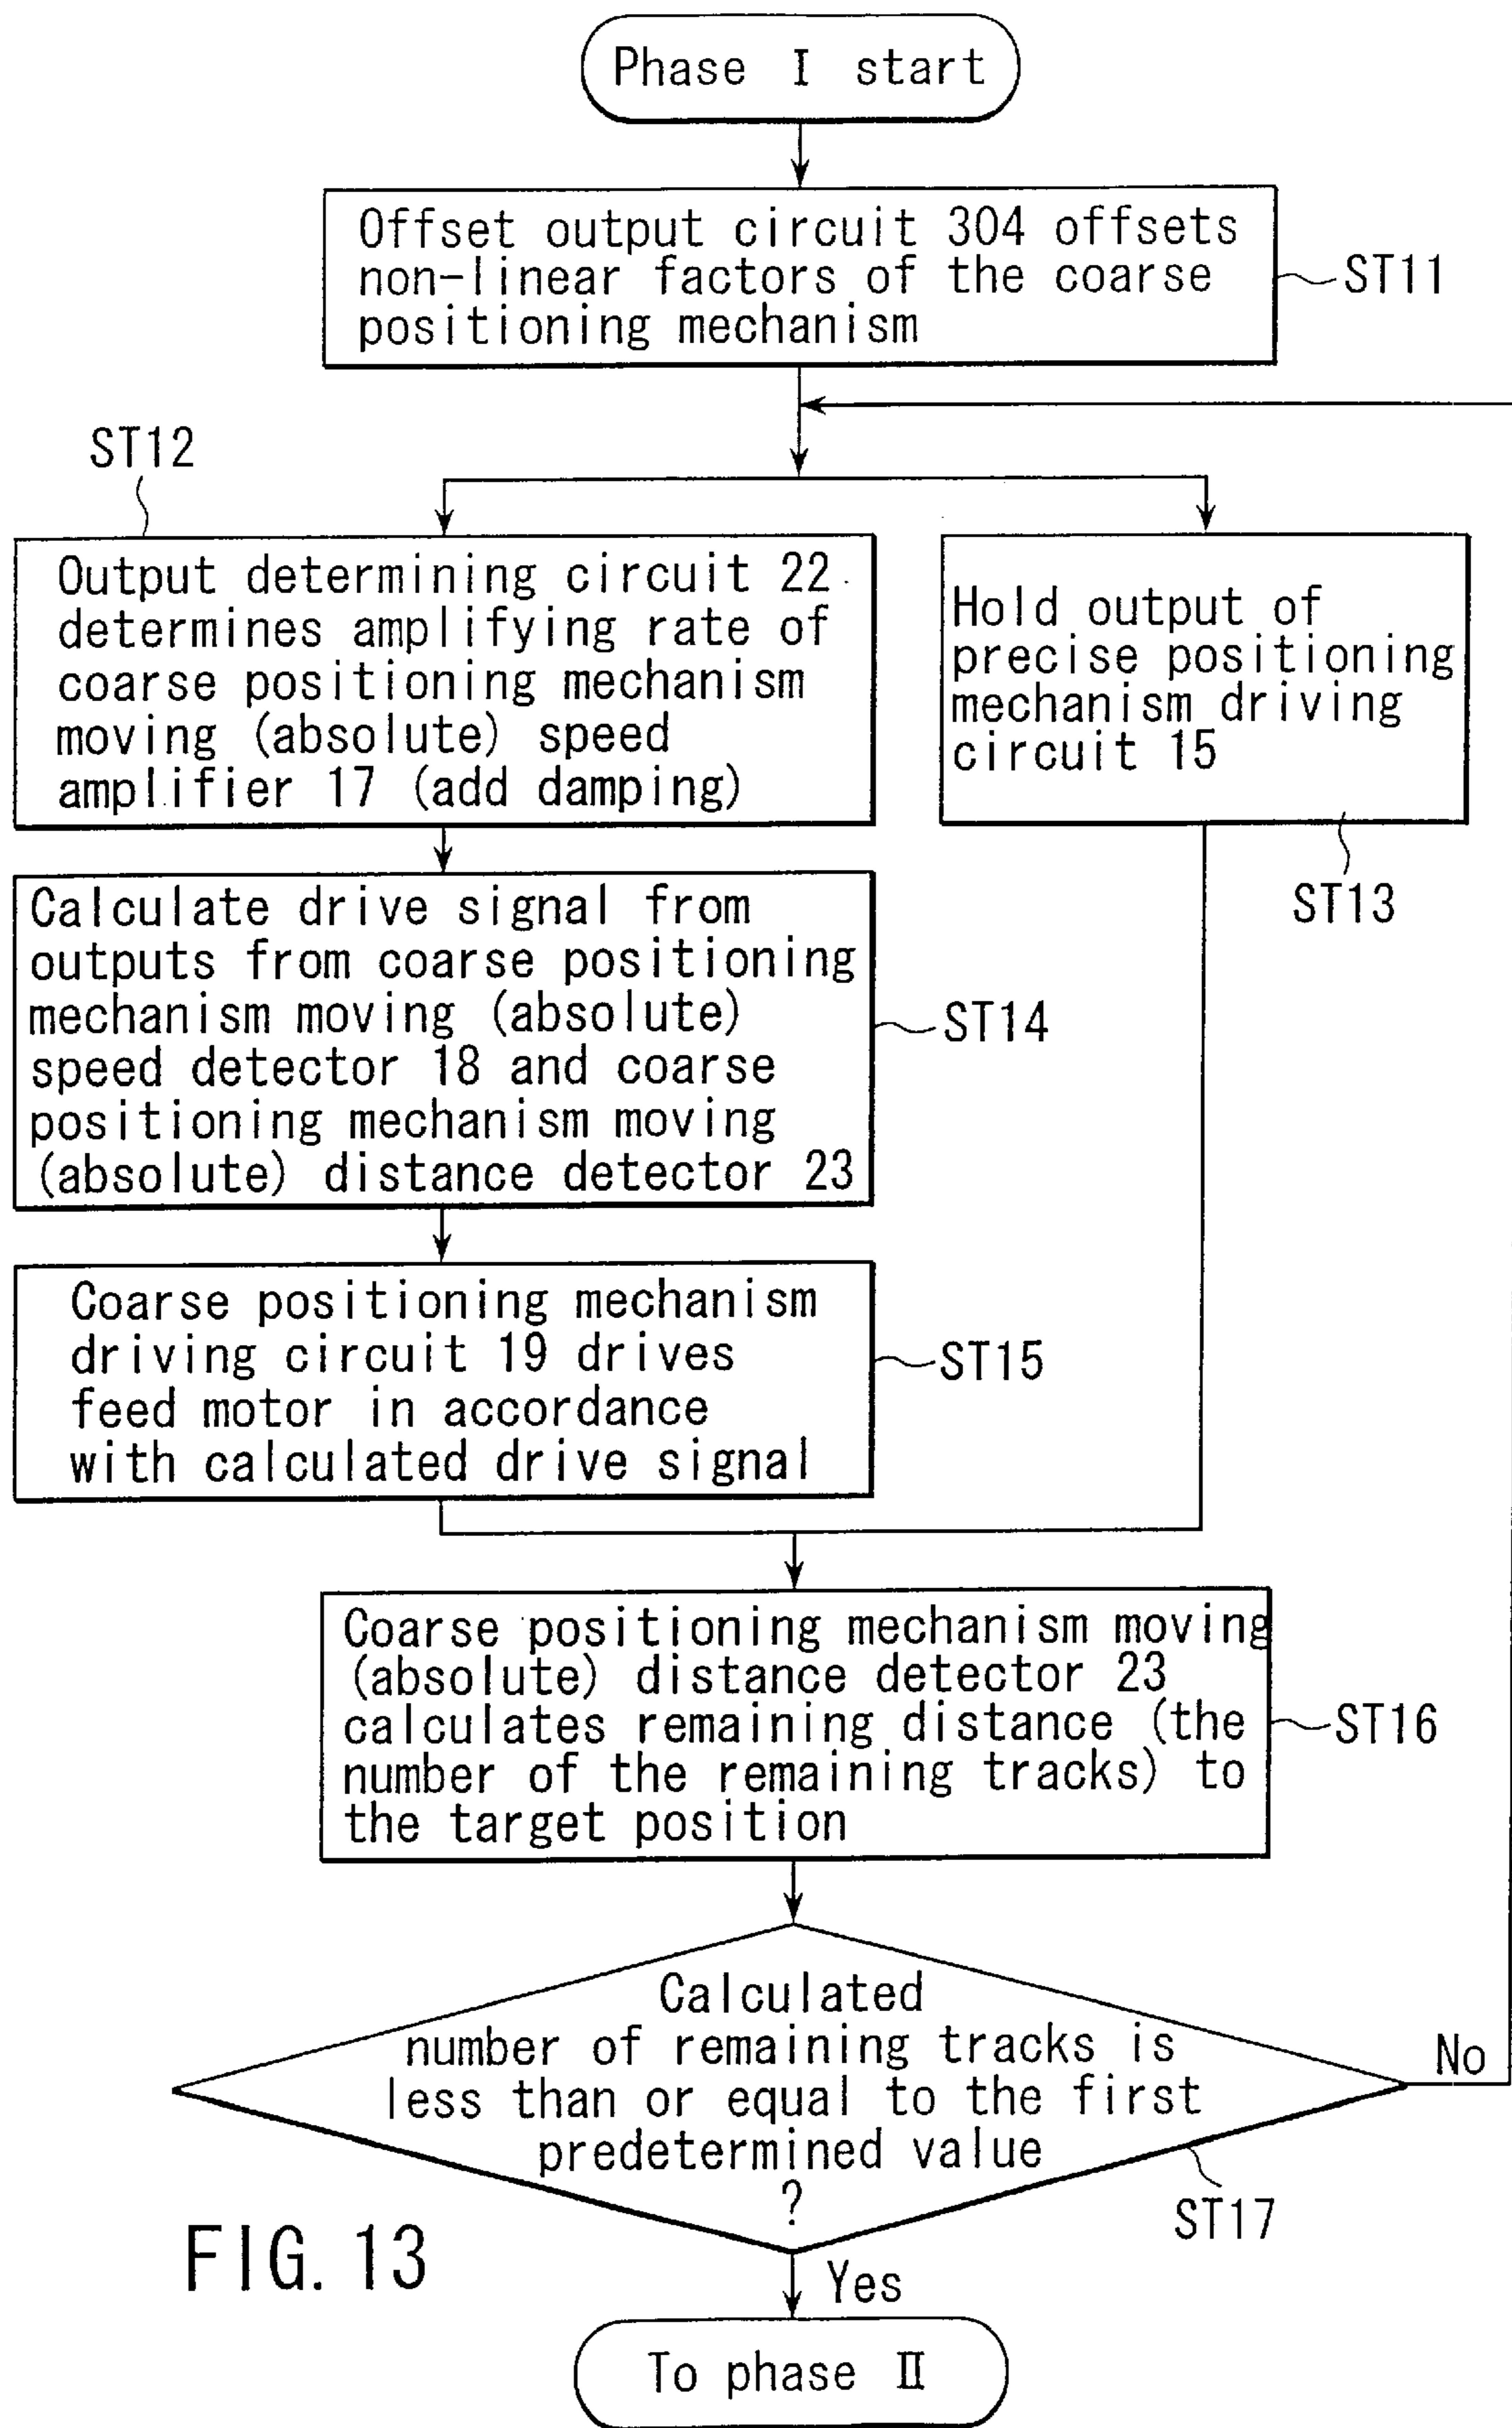 Phase I start
Offset output circuit 304 offsets
non-linear factors of the coarse
positioning mechanism
ST11
ST12
Output determining circuit 22
determines amplifying rate of
coarse positioning mechanism
moving (absolute) speed
amplifier 17 (add damping)
Hold output of
precise positioning
mechanism driving
circuit 15
ST13
Calculate drive signal from
outputs from coarse positioning
mechanism moving (absolute)
speed detector 18 and coarse
positioning mechanism moving
(absolute) distance detector 23
ST14
Coarse positioning mechanism
driving circuit 19 drives
feed motor in accordance
with calculated drive signal
ST15
Coarse positioning mechanism moving
(absolute) distance detector 23
calculates remaining distance (the
number of the remaining tracks) to
the target position
ST16
Calculated
number of remaining tracks is
less than or equal to the first
predetermined value
?
No
ST17
Yes
To phase II
FIG. 13